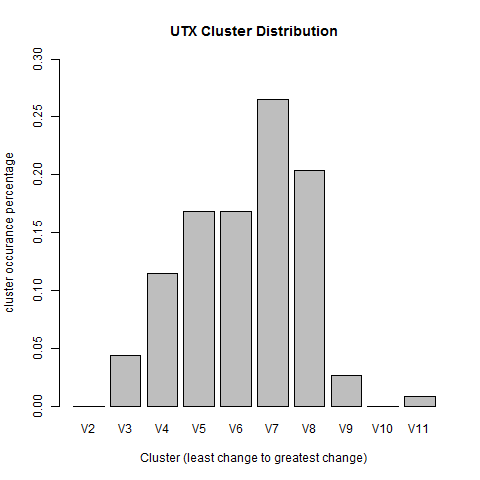 UTX Cluster Distribution
cluster occurance percentage
0.30
0.25
0.20
0.15
0.10
0.05
0.00
V2 V3 V4 V5 V6 V7 V8 V9 V10 V11
Cluster (least change to greatest change)